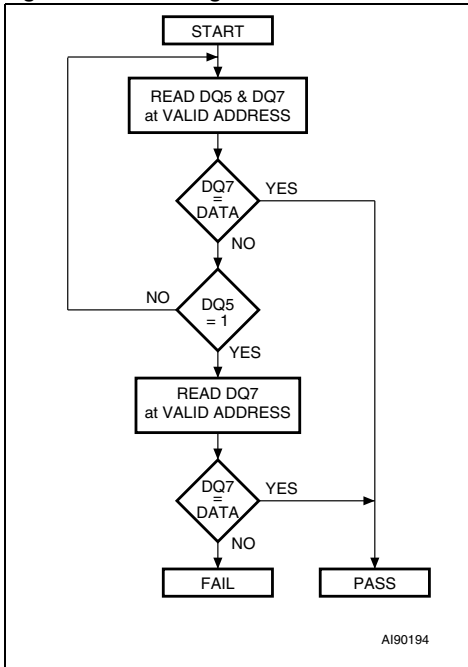 START
READ DQ5 & DQ7
at VALID ADDRESS
DQ7
=
DATA
YES
NO
DQ5
= 1
NO
YES
READ DQ7
at VALID ADDRESS
DQ7
=
DATA
YES
NO
FAIL
PASS
AI90194